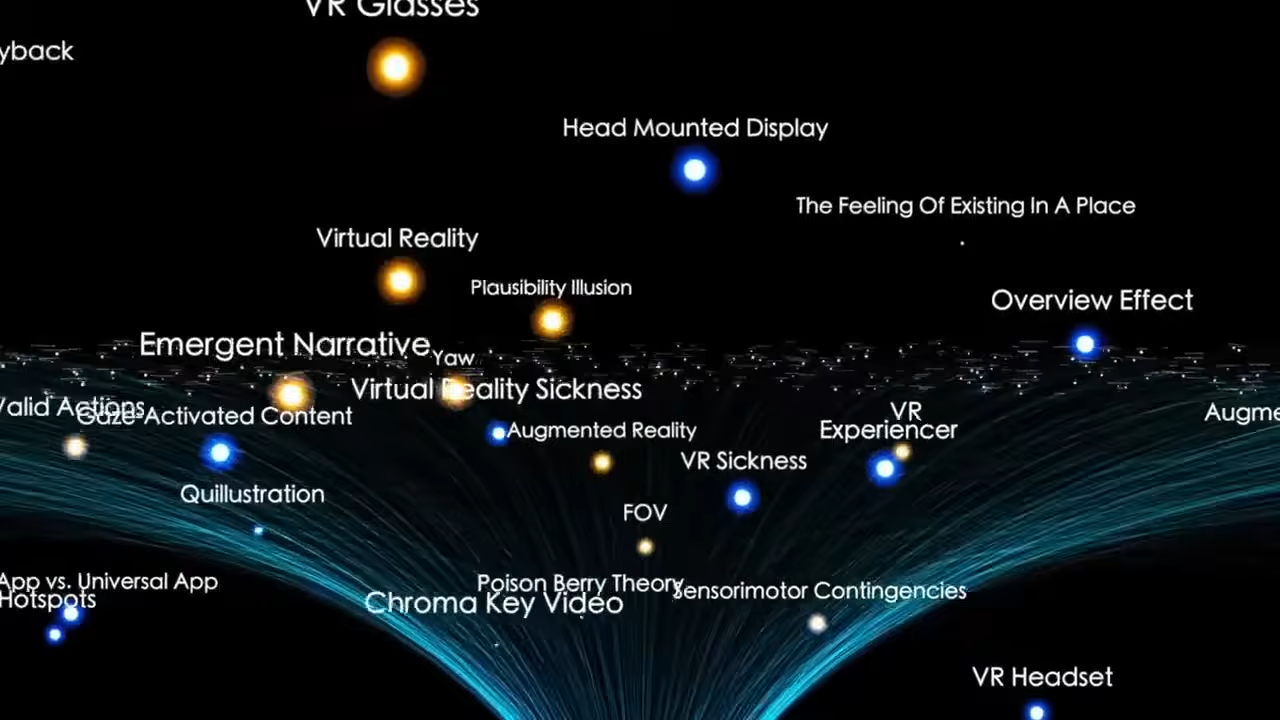 VR Glasses
yback
Head Mounted Display
The Feeling Of Existing In A Place
Virtual Reality
Plausibility Illusion
Overview Effect
Emergent Narrative
Yaw
Virtual Reality Sickness
Valid Actions
Gaze-Activated Content
VR
Experiencer
Augme
Augmented Reality
VR Sickness
Quillustration
FOV
App vs. Universal App
Hotspots
Poison Berry Theory
Sensorimotor Contingencies
Chroma Key Video
VR Headset